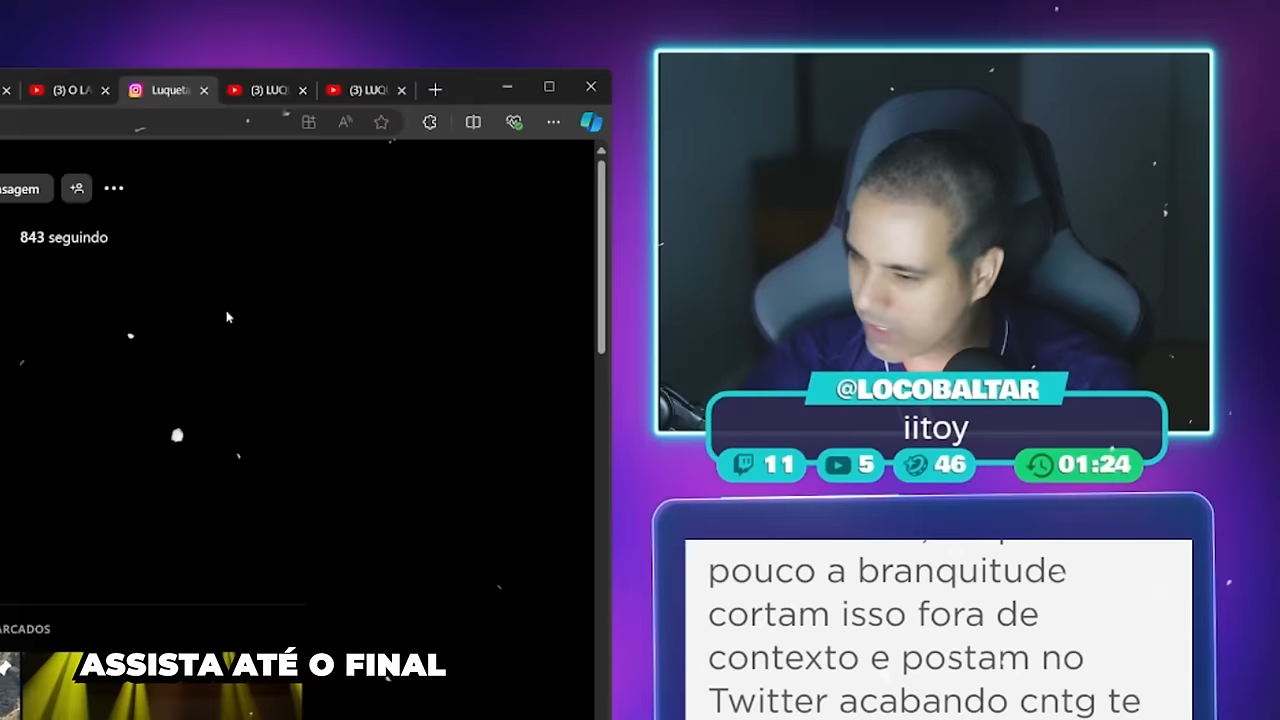 (3) O LA
Luqueta
(3) LUQ
(3) LUQ
sagem
843 seguindo
ARCADOS
ASSISTA ATÉ O FINAL
@LOCOBALTAR
iitoy
11
5
46
01:24
pouco a branquitude
cortam isso fora de
contexto e postam no
Twitter acabando cntg te